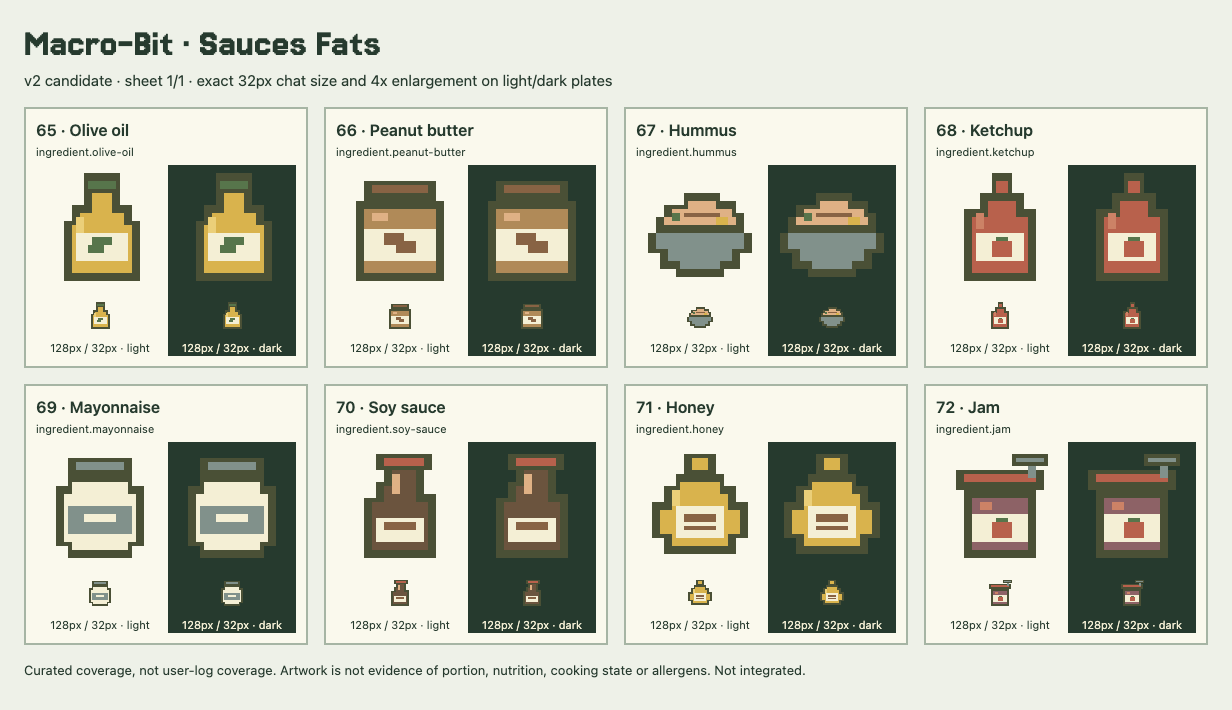 Macro-Bit · Sauces Fats
v2 candidate · sheet 1/1 · exact 32px chat size and 4x enlargement on light/dark plates
65 · Olive oil
ingredient.olive-oil
128px / 32px · light
128px / 32px · dark
66 · Peanut butter
ingredient.peanut-butter
128px / 32px · light
128px / 32px · dark
67 · Hummus
ingredient.hummus
128px / 32px · light
128px / 32px · dark
68 · Ketchup
ingredient.ketchup
128px / 32px · light
128px / 32px · dark
69 · Mayonnaise
ingredient.mayonnaise
128px / 32px · light
128px / 32px · dark
70 · Soy sauce
ingredient.soy-sauce
128px / 32px · light
128px / 32px · dark
71 · Honey
ingredient.honey
128px / 32px · light
128px / 32px · dark
72 · Jam
ingredient.jam
128px / 32px · light
128px / 32px · dark
Curated coverage, not user-log coverage. Artwork is not evidence of portion, nutrition, cooking state or allergens. Not integrated.